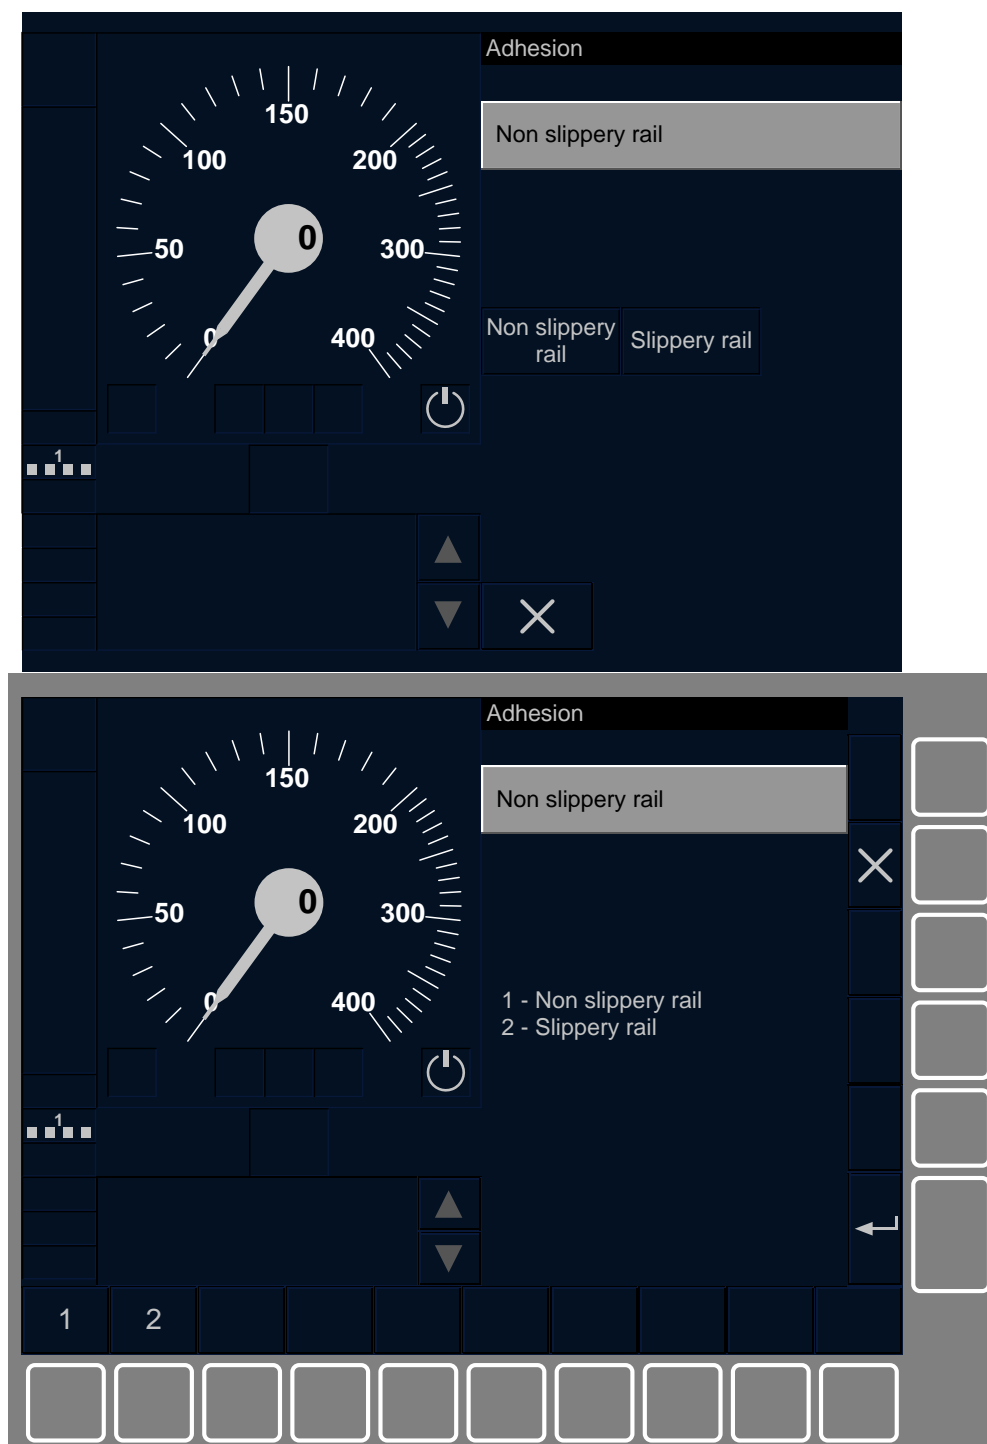 Adhesion
150
Non slippery rail
100
200
0
50
300
Non slippery
rail
Slippery rail
0
400
1
Adhesion
150
Non slippery rail
100
200
0
50
300
0
400
1 - Non slippery rail
2 - Slippery rail
1
1
2